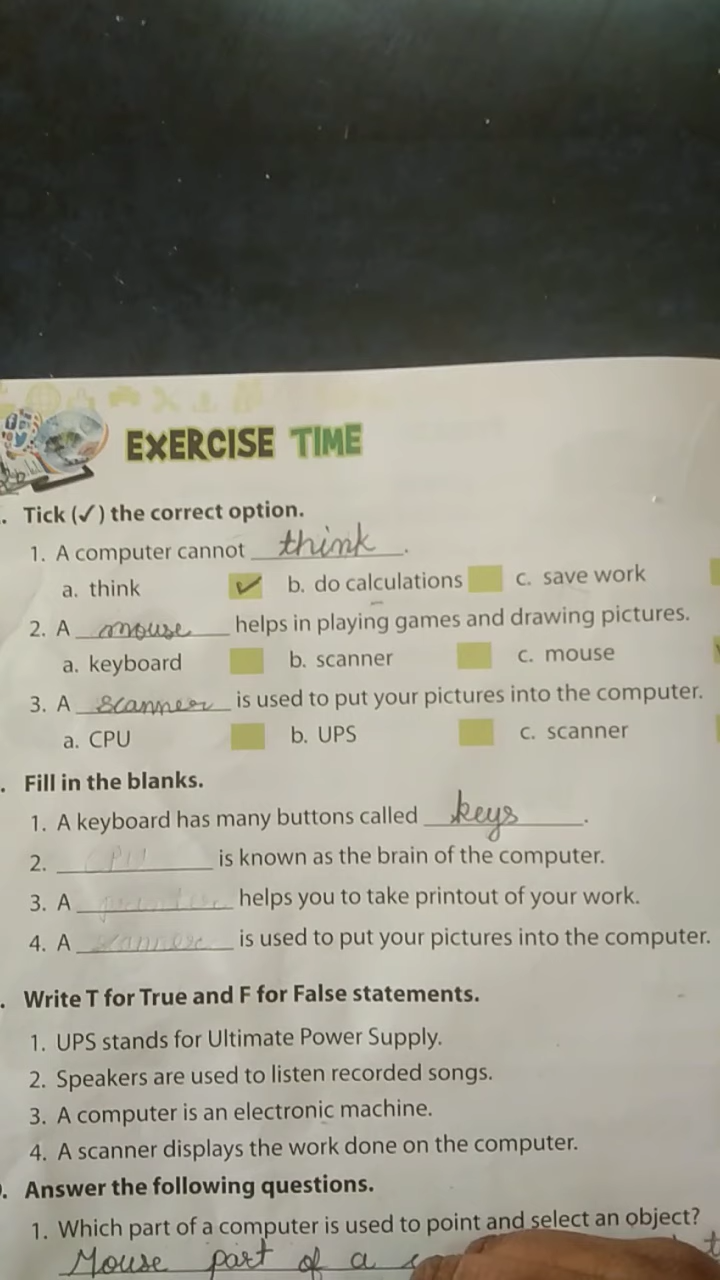 EXERCISE TIME
. Tick (✓) the correct option.
1. A computer cannot think.
a. think ✓ b. do calculations c. save work
2. A mouse helps in playing games and drawing pictures.
a. keyboard b. scanner c. mouse
3. A scanner is used to put your pictures into the computer.
a. CPU b. UPS c. scanner
. Fill in the blanks.
1. A keyboard has many buttons called keys.
2. CPU is known as the brain of the computer.
3. A printer helps you to take printout of your work.
4. A scanner is used to put your pictures into the computer.
. Write T for True and F for False statements.
1. UPS stands for Ultimate Power Supply.
2. Speakers are used to listen recorded songs.
3. A computer is an electronic machine.
4. A scanner displays the work done on the computer.
. Answer the following questions.
1. Which part of a computer is used to point and select an object?
Mouse part of a